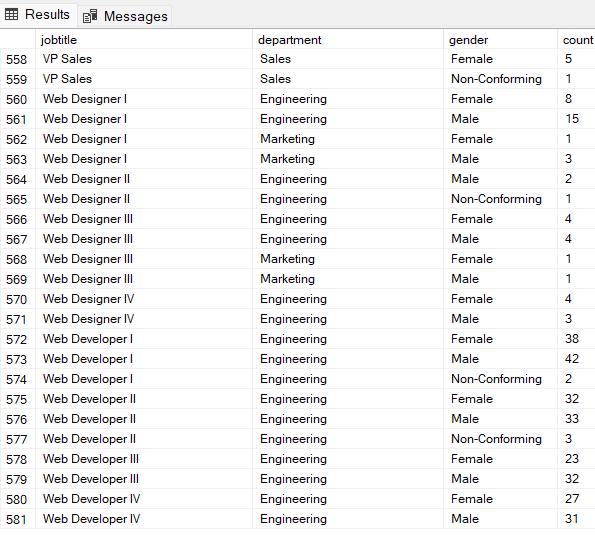 Results Messages
jobtitle department gender count
558 VP Sales Sales Female 5
559 VP Sales Sales Non-Conforming 1
560 Web Designer I Engineering Female 8
561 Web Designer I Engineering Male 15
562 Web Designer I Marketing Female 1
563 Web Designer I Marketing Male 3
564 Web Designer II Engineering Male 2
565 Web Designer II Engineering Non-Conforming 1
566 Web Designer III Engineering Female 4
567 Web Designer III Engineering Male 4
568 Web Designer III Marketing Female 1
569 Web Designer III Marketing Male 1
570 Web Designer IV Engineering Female 4
571 Web Designer IV Engineering Male 3
572 Web Developer I Engineering Female 38
573 Web Developer I Engineering Male 42
574 Web Developer I Engineering Non-Conforming 2
575 Web Developer II Engineering Female 32
576 Web Developer II Engineering Male 33
577 Web Developer II Engineering Non-Conforming 3
578 Web Developer III Engineering Female 23
579 Web Developer III Engineering Male 32
580 Web Developer IV Engineering Female 27
581 Web Developer IV Engineering Male 31